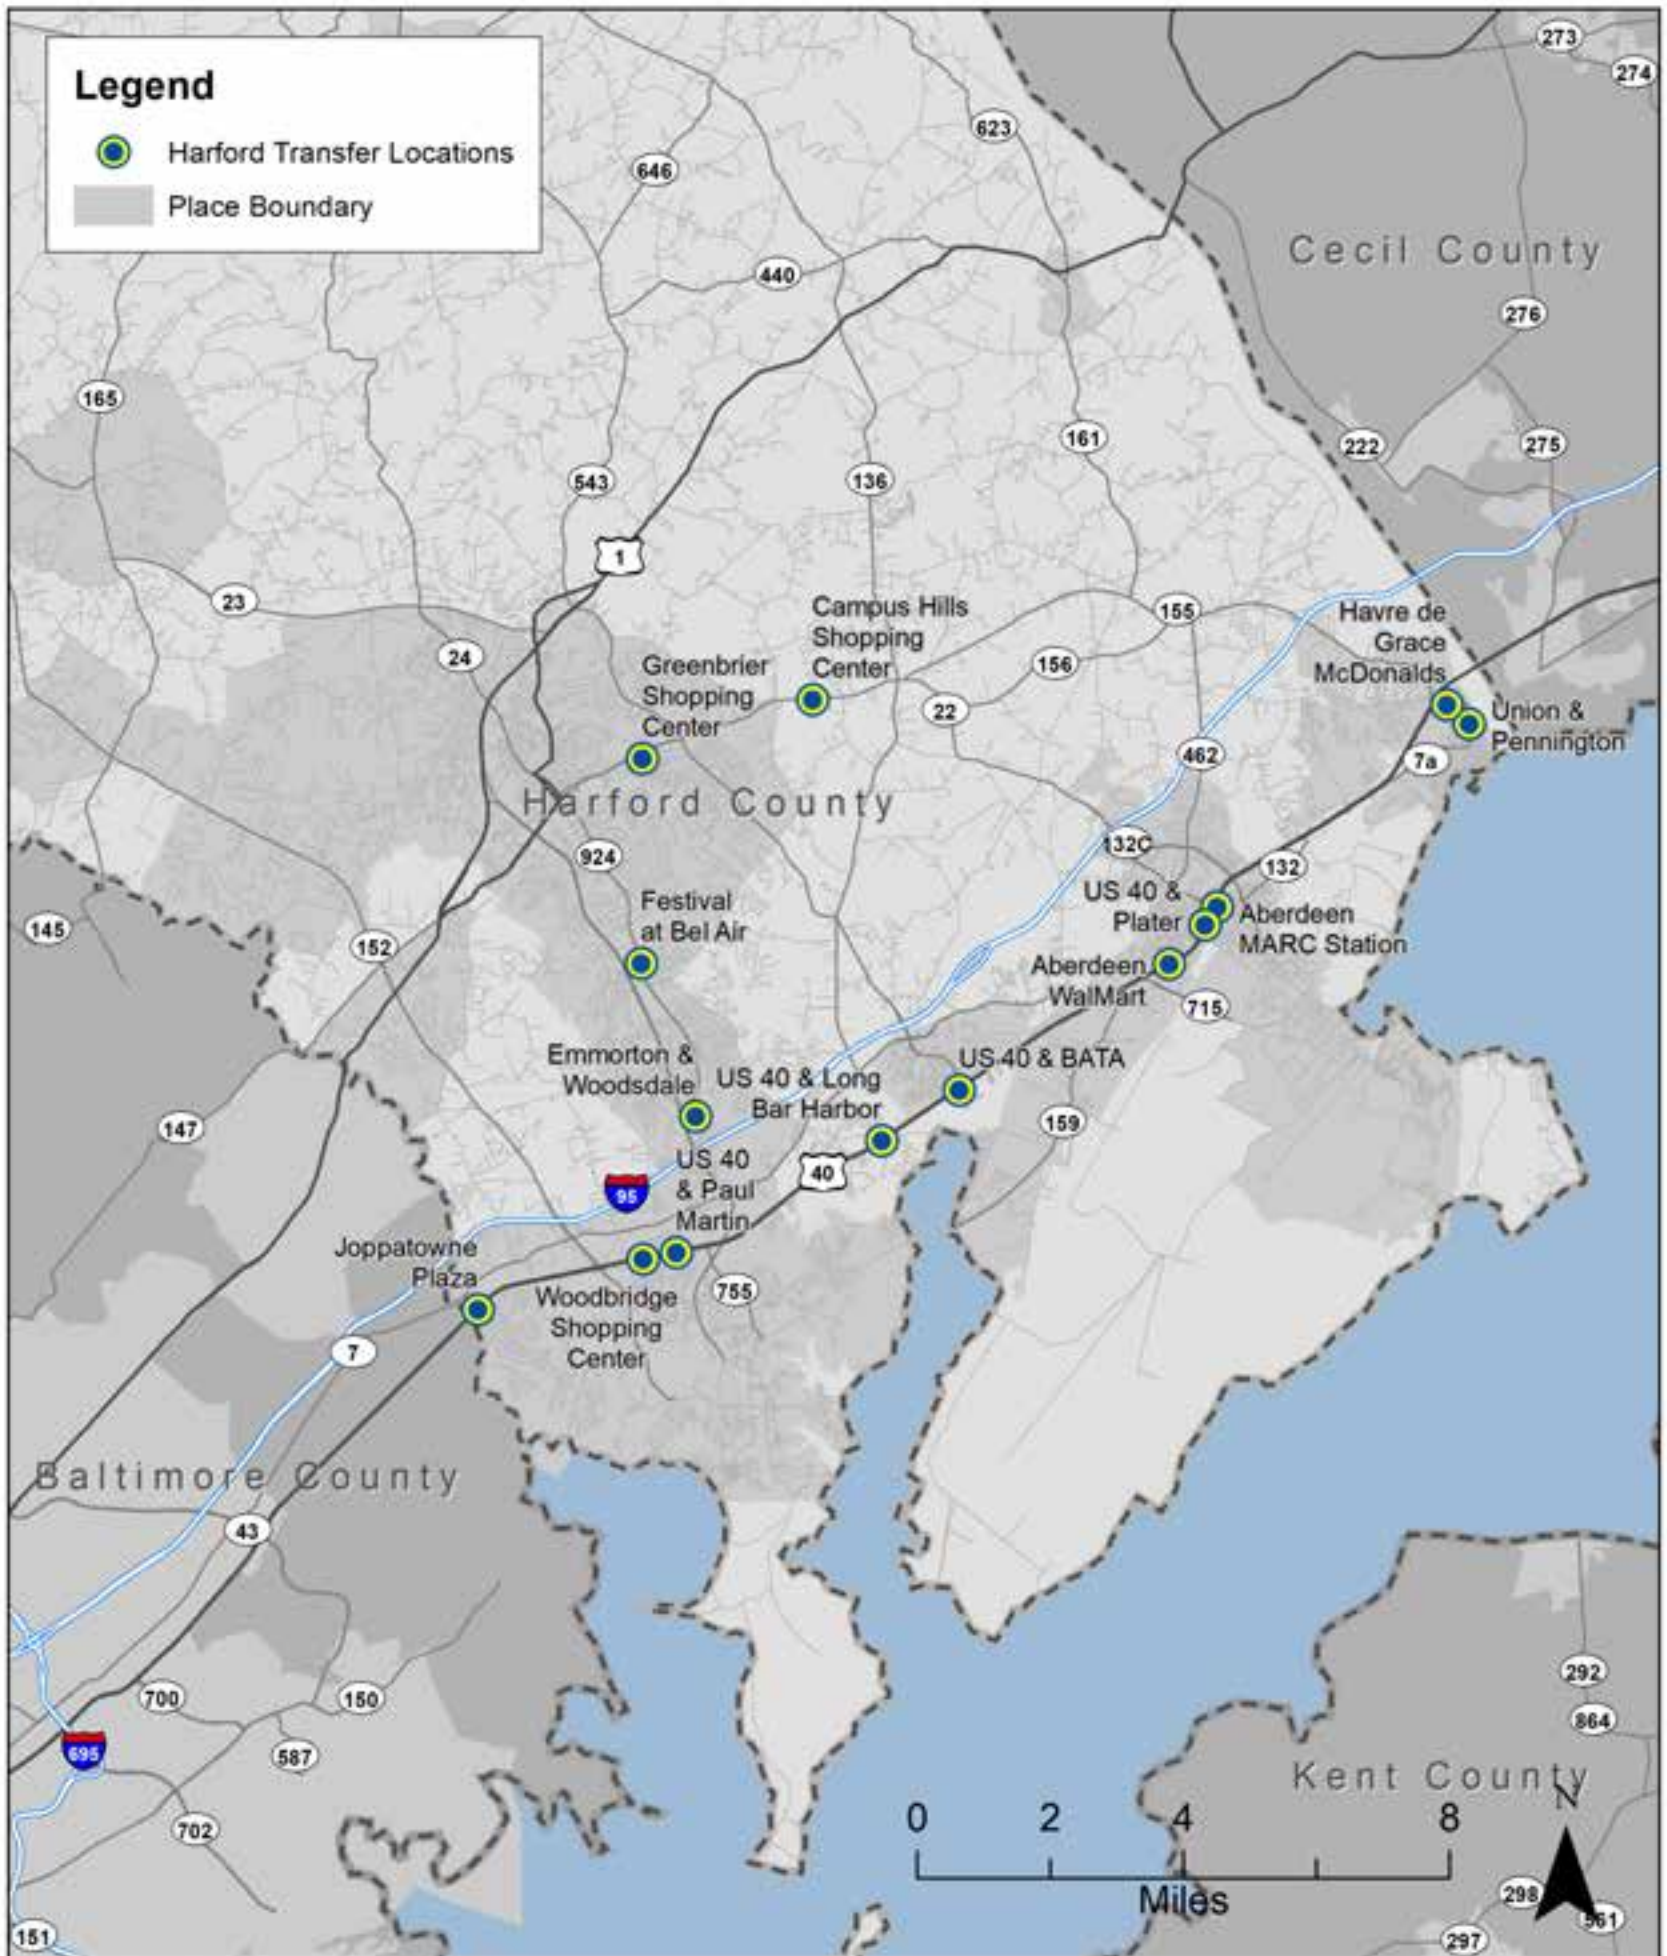 Legend
Harford Transfer Locations
Place Boundary
273
274
623
646
Cecil County
440
276
165
161
222
275
543
136
1
23
Campus Hills
Shopping
Center
155
Havre de
Grace
McDonalds
24
156
Greenbrier
Shopping
Center
22
Union &
Pennington
462
7a
Harford County
924
132C
132
US 40 &
Plater
Aberdeen
MARC Station
Festival
at Bel Air
145
152
Aberdeen
WalMart
715
Emmorton &
Woodsdale
US 40 & Long
Bar Harbor
US 40 & BATA
147
159
US 40
& Paul
Martin
40
95
Joppatowne
Plaza
Woodbridge
Shopping
Center
755
7
Baltimore County
43
292
700
150
864
695
587
Kent County
N
702
0 2 4 8
Miles
298
561
297
151